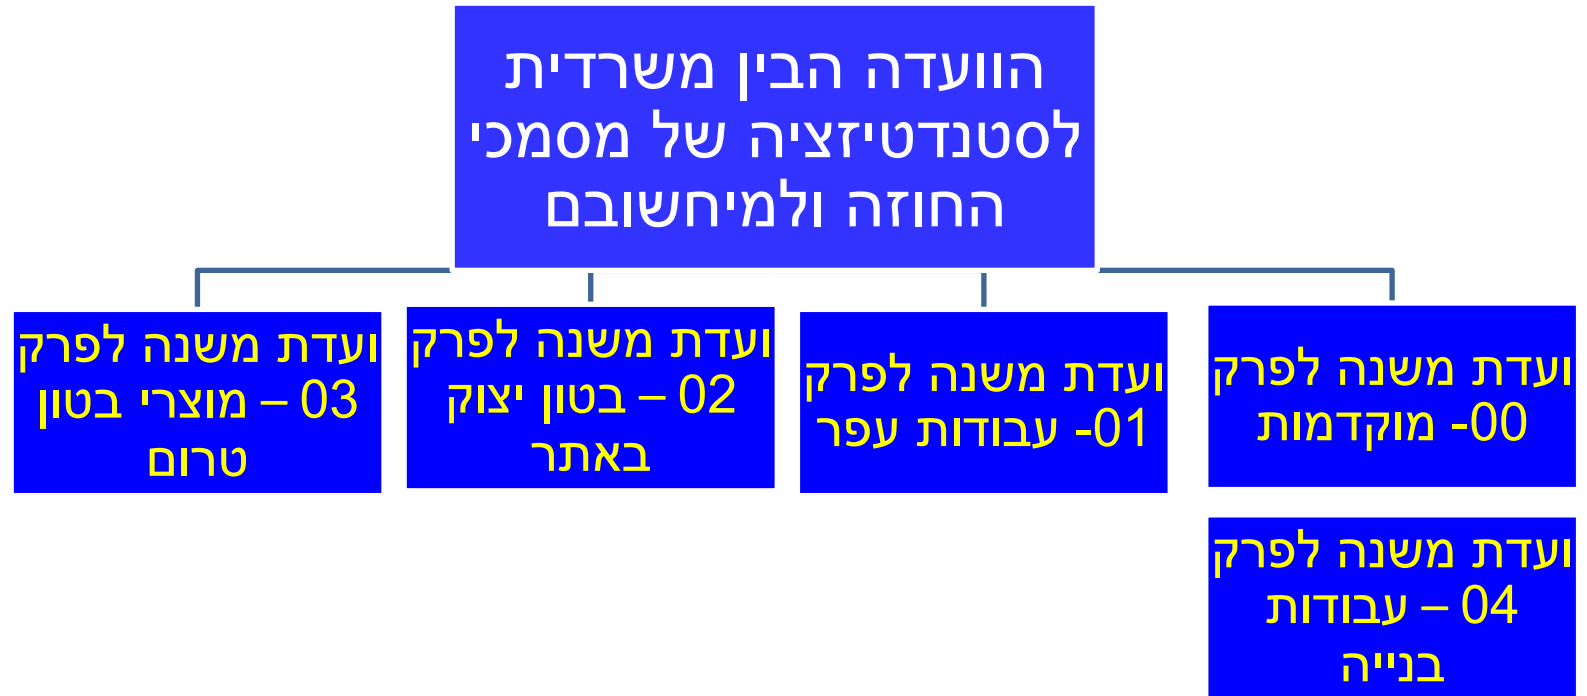 הוועדה הבין משרדית
לסטנדטיזציה של מסמכי
החוזה ולמיחשובם
ועדת משנה לפרק
00- מוקדמות
ועדת משנה לפרק
01- עבודות עפר
ועדת משנה לפרק
02 – בטון יצוק
באתר
ועדת משנה לפרק
03 – מוצרי בטון
טרום
ועדת משנה לפרק
04 – עבודות
בנייה